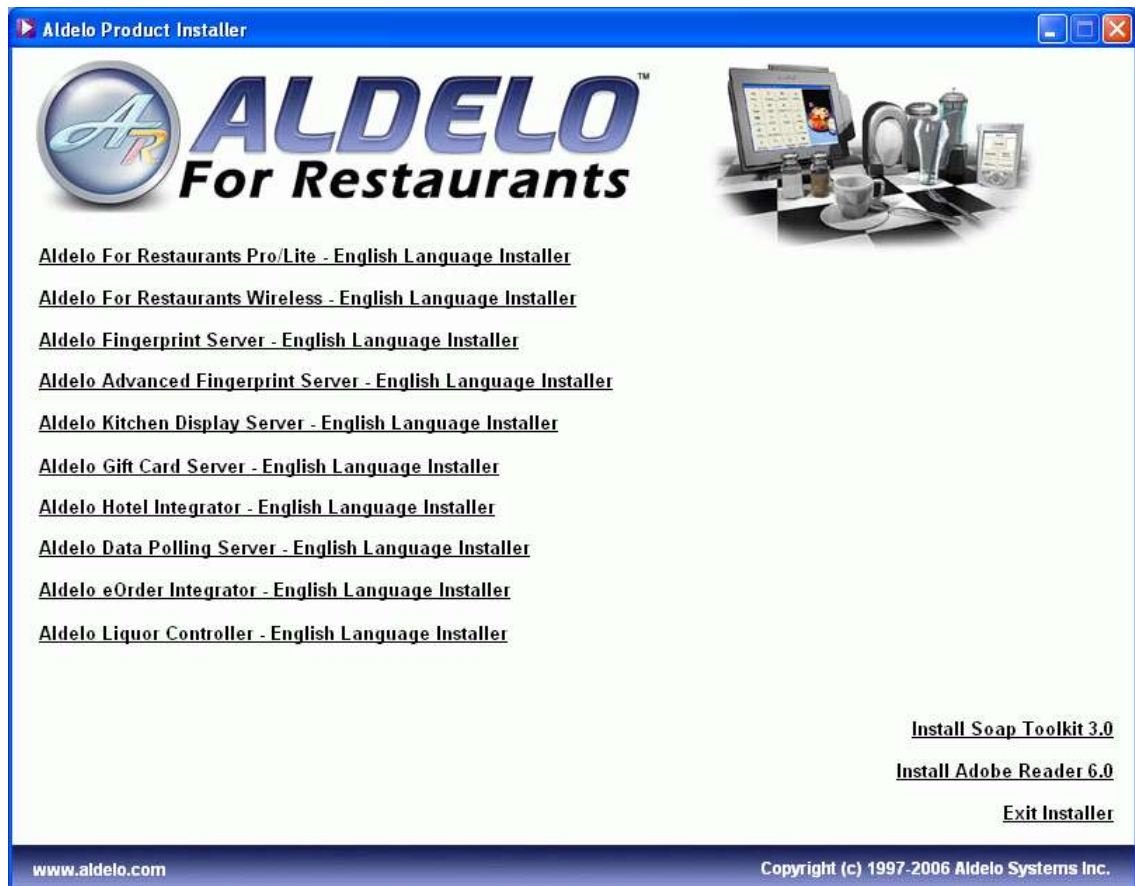 Aldelo Product Installer
ALDELO™
For Restaurants
Aldelo For Restaurants Pro/Lite - English Language Installer
Aldelo For Restaurants Wireless - English Language Installer
Aldelo Fingerprint Server - English Language Installer
Aldelo Advanced Fingerprint Server - English Language Installer
Aldelo Kitchen Display Server - English Language Installer
Aldelo Gift Card Server - English Language Installer
Aldelo Hotel Integrator - English Language Installer
Aldelo Data Polling Server - English Language Installer
Aldelo eOrder Integrator - English Language Installer
Aldelo Liquor Controller - English Language Installer
Install Soap Toolkit 3.0
Install Adobe Reader 6.0
Exit Installer
www.aldelo.com
Copyright (c) 1997-2006 Aldelo Systems Inc.